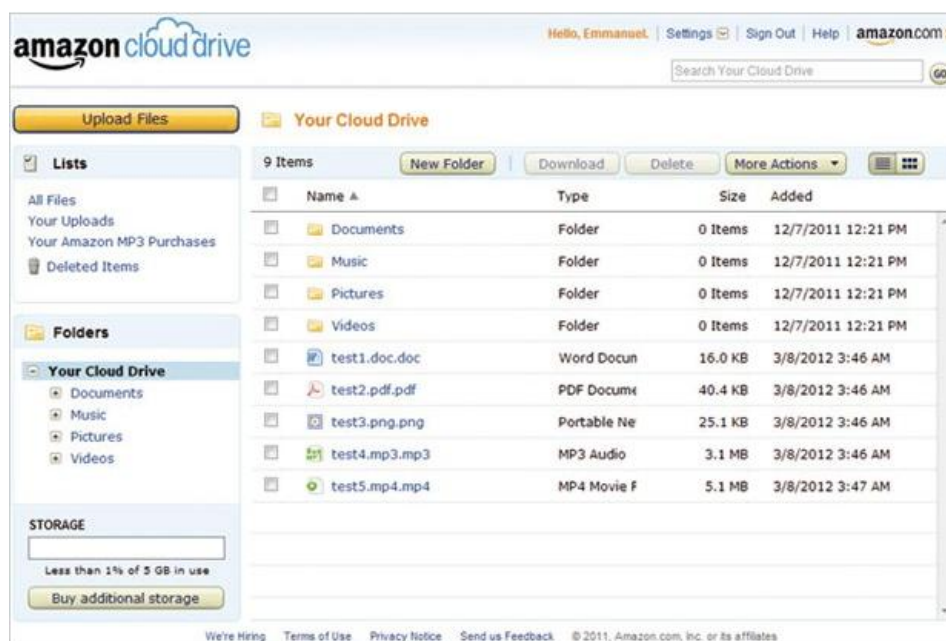 amazon cloud drive
Hello, Emmanuel. Settings Sign Out Help amazon.com
Search Your Cloud Drive GO
Upload Files
Your Cloud Drive
Lists
All Files
Your Uploads
Your Amazon MP3 Purchases
Deleted Items
Folders
Your Cloud Drive
Documents
Music
Pictures
Videos
STORAGE
Less than 1% of 5 GB in use
Buy additional storage
9 Items New Folder Download Delete More Actions
Name Type Size Added
Documents Folder 0 Items 12/7/2011 12:21 PM
Music Folder 0 Items 12/7/2011 12:21 PM
Pictures Folder 0 Items 12/7/2011 12:21 PM
Videos Folder 0 Items 12/7/2011 12:21 PM
test1.doc.doc Word Docun 16.0 KB 3/8/2012 3:46 AM
test2.pdf.pdf PDF Docume 40.4 KB 3/8/2012 3:46 AM
test3.png.png Portable Ne 25.1 KB 3/8/2012 3:46 AM
test4.mp3.mp3 MP3 Audio 3.1 MB 3/8/2012 3:46 AM
test5.mp4.mp4 MP4 Movie F 5.1 MB 3/8/2012 3:47 AM
We're Hiring Terms of Use Privacy Notice Send us Feedback © 2011, Amazon.com, Inc. or its affiliates